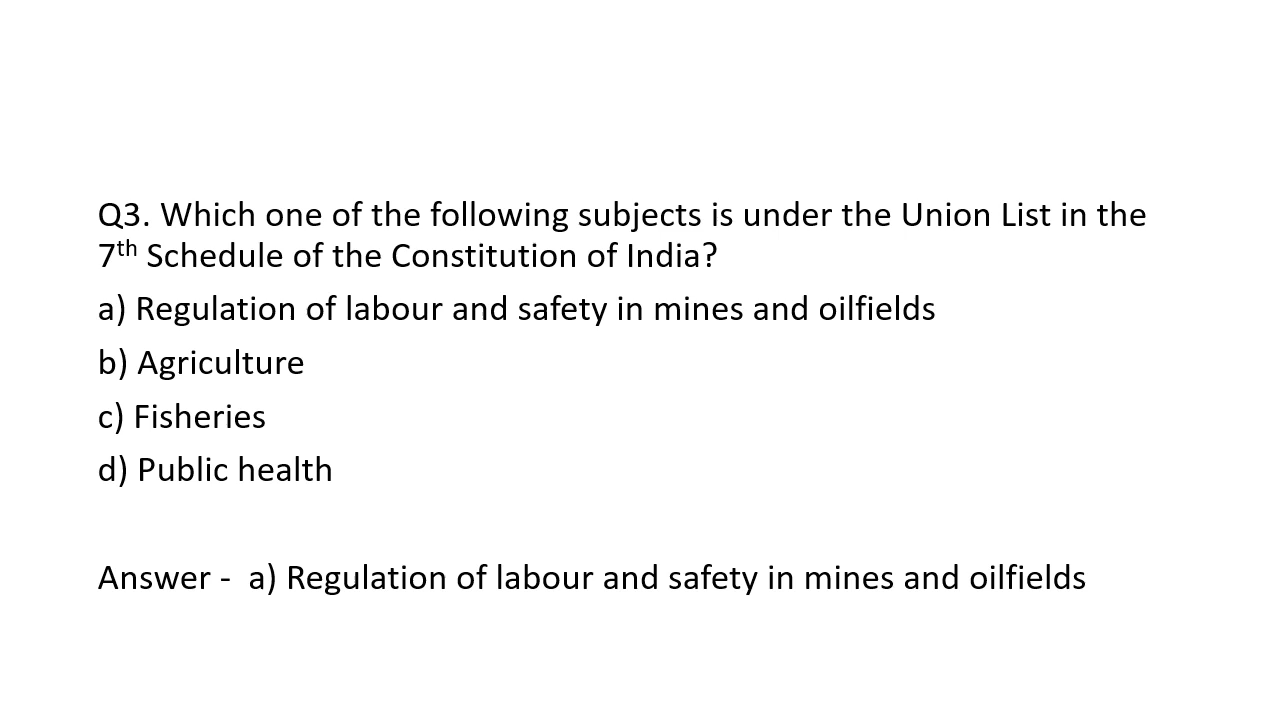 Q3. Which one of the following subjects is under the Union List in the
7th Schedule of the Constitution of India?
a) Regulation of labour and safety in mines and oilfields
b) Agriculture
c) Fisheries
d) Public health
Answer -  a) Regulation of labour and safety in mines and oilfields